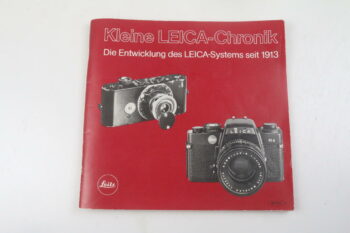 Kleine LEICA-Chronik
Die Entwicklung des LEICA-Systems seit 1913
Leitz